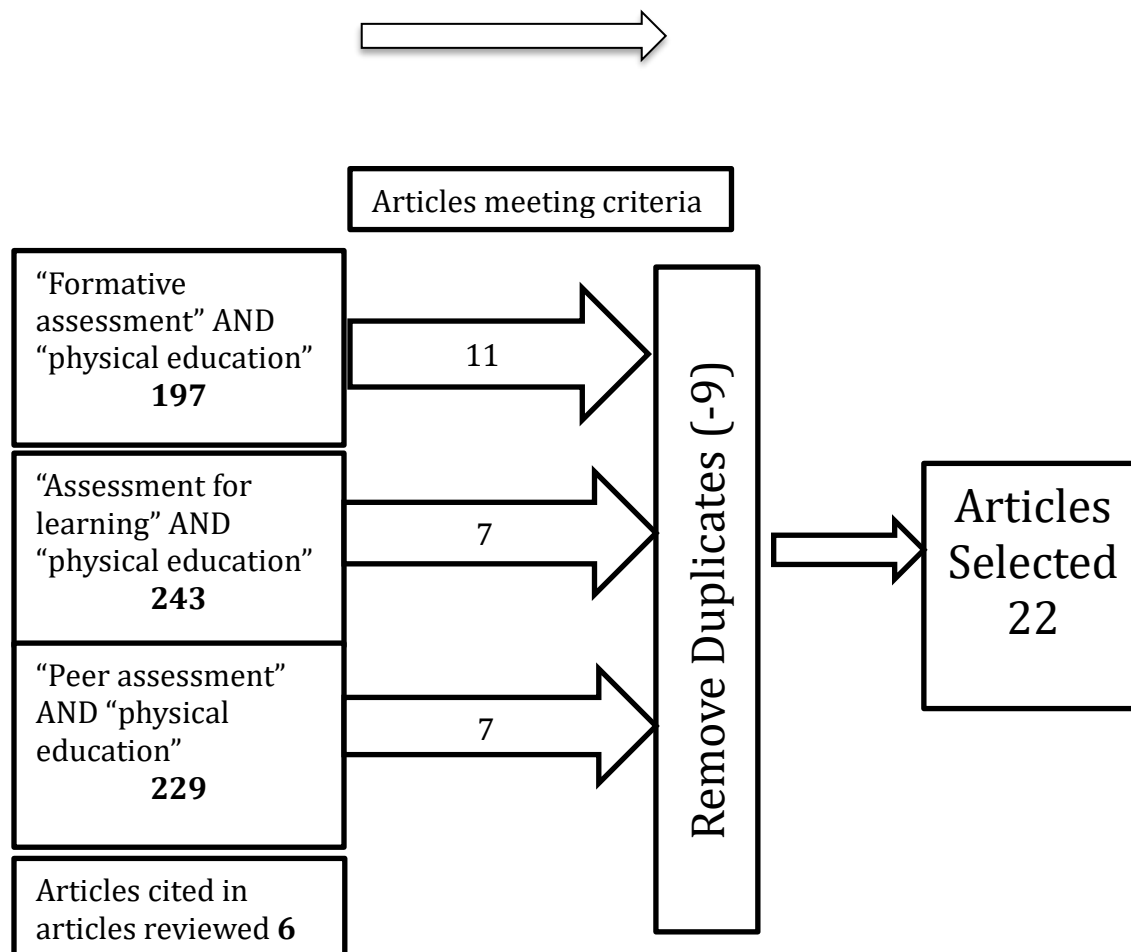 Articles meeting criteria
“Formative
assessment” AND
“physical education”
197
11
“Assessment for
learning” AND
“physical education”
243
7
“Peer assessment”
AND “physical
education”
229
7
Articles cited in
articles reviewed 6
Remove Duplicates (-9)
Articles
Selected
22